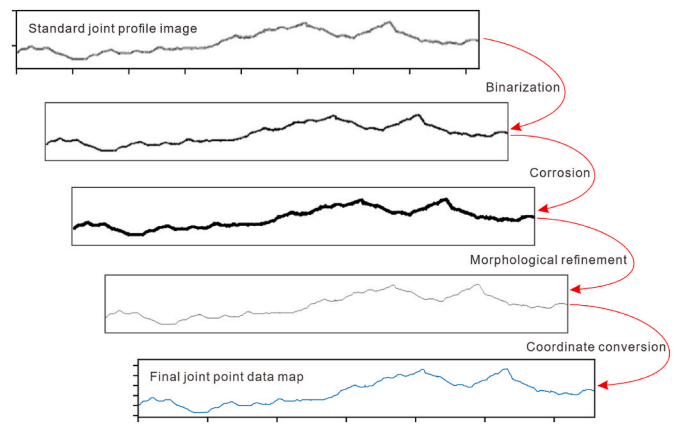 Standard joint profile image
Binarization
Corrosion
Morphological refinement
Coordinate conversion
Final joint point data map